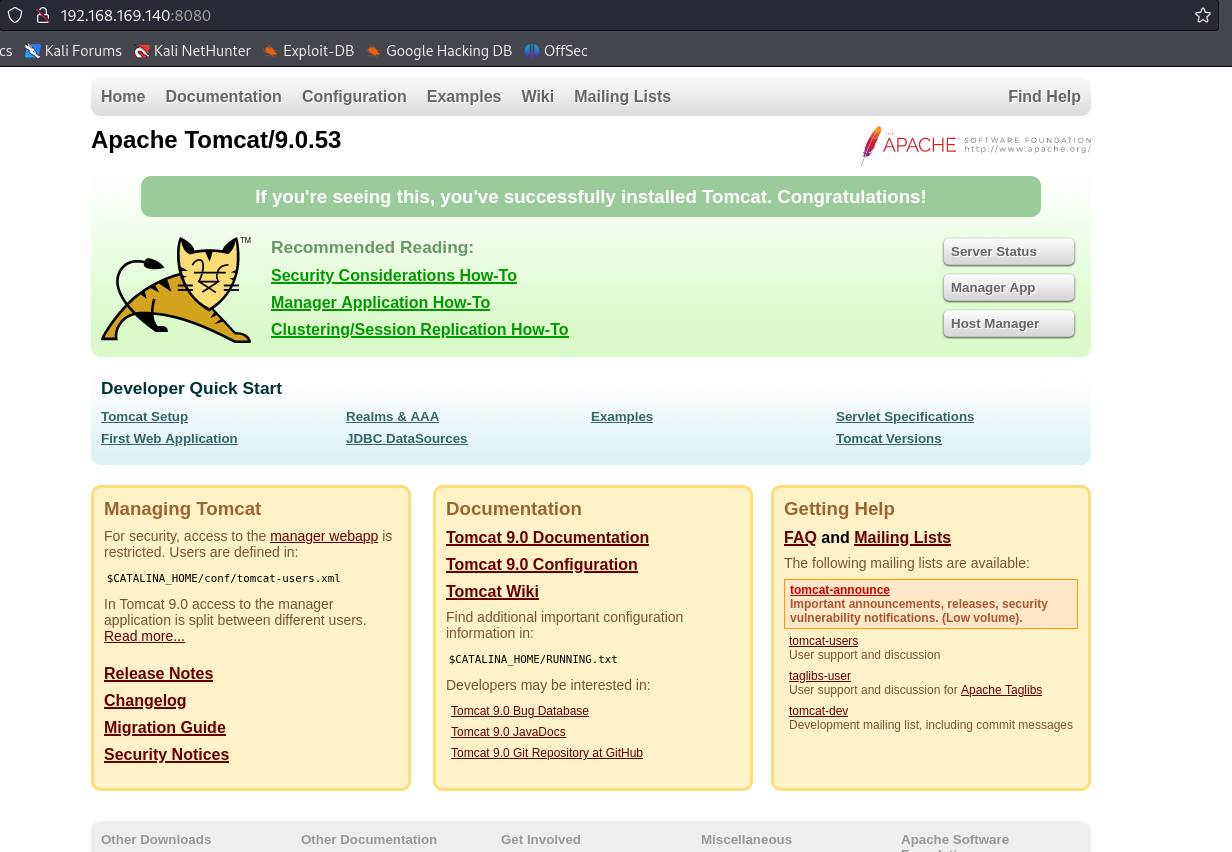 192.168.169.140:8080
cs Kali Forums Kali NetHunter Exploit-DB Google Hacking DB OffSec
Home Documentation Configuration Examples Wiki Mailing Lists Find Help
Apache Tomcat/9.0.53
THE APACHE SOFTWARE FOUNDATION
http://www.apache.org/
If you're seeing this, you've successfully installed Tomcat. Congratulations!
TM
Recommended Reading:
Security Considerations How-To
Manager Application How-To
Clustering/Session Replication How-To
Server Status
Manager App
Host Manager
Developer Quick Start
Tomcat Setup Realms & AAA Examples Servlet Specifications
First Web Application JDBC DataSources Tomcat Versions
Managing Tomcat
For security, access to the manager webapp is
restricted. Users are defined in:
$CATALINA_HOME/conf/tomcat-users.xml
In Tomcat 9.0 access to the manager
application is split between different users.
Read more...
Release Notes
Changelog
Migration Guide
Security Notices
Documentation
Tomcat 9.0 Documentation
Tomcat 9.0 Configuration
Tomcat Wiki
Find additional important configuration
information in:
$CATALINA_HOME/RUNNING.txt
Developers may be interested in:
Tomcat 9.0 Bug Database
Tomcat 9.0 JavaDocs
Tomcat 9.0 Git Repository at GitHub
Getting Help
FAQ and Mailing Lists
The following mailing lists are available:
tomcat-announce
Important announcements, releases, security
vulnerability notifications. (Low volume).
tomcat-users
User support and discussion
taglibs-user
User support and discussion for Apache Taglibs
tomcat-dev
Development mailing list, including commit messages
Other Downloads Other Documentation Get Involved Miscellaneous Apache Software